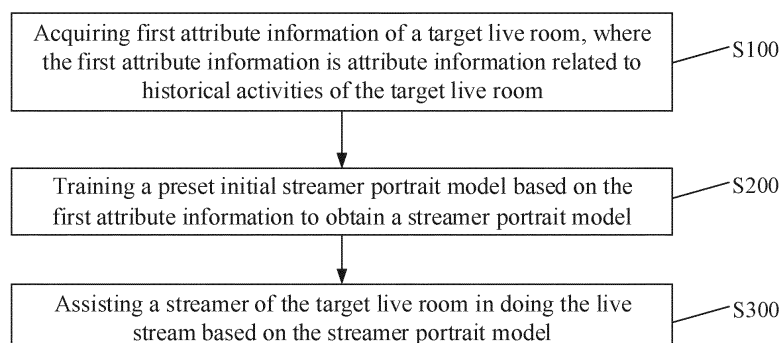 Acquiring first attribute information of a target live room, where
the first attribute information is attribute information related to
historical activities of the target live room
S100
Training a preset initial streamer portrait model based on the
first attribute information to obtain a streamer portrait model
S200
Assisting a streamer of the target live room in doing the live
stream based on the streamer portrait model
S300